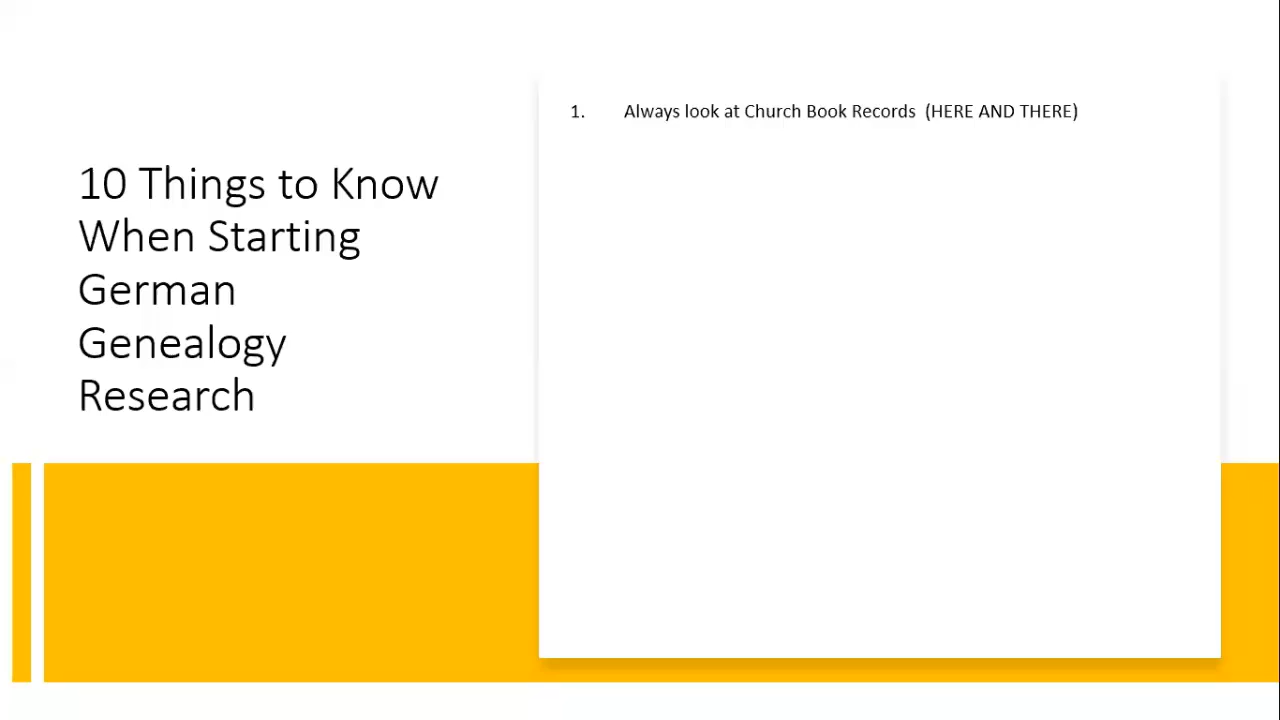 10 Things to Know
When Starting
German
Genealogy
Research
1. Always look at Church Book Records (HERE AND THERE)